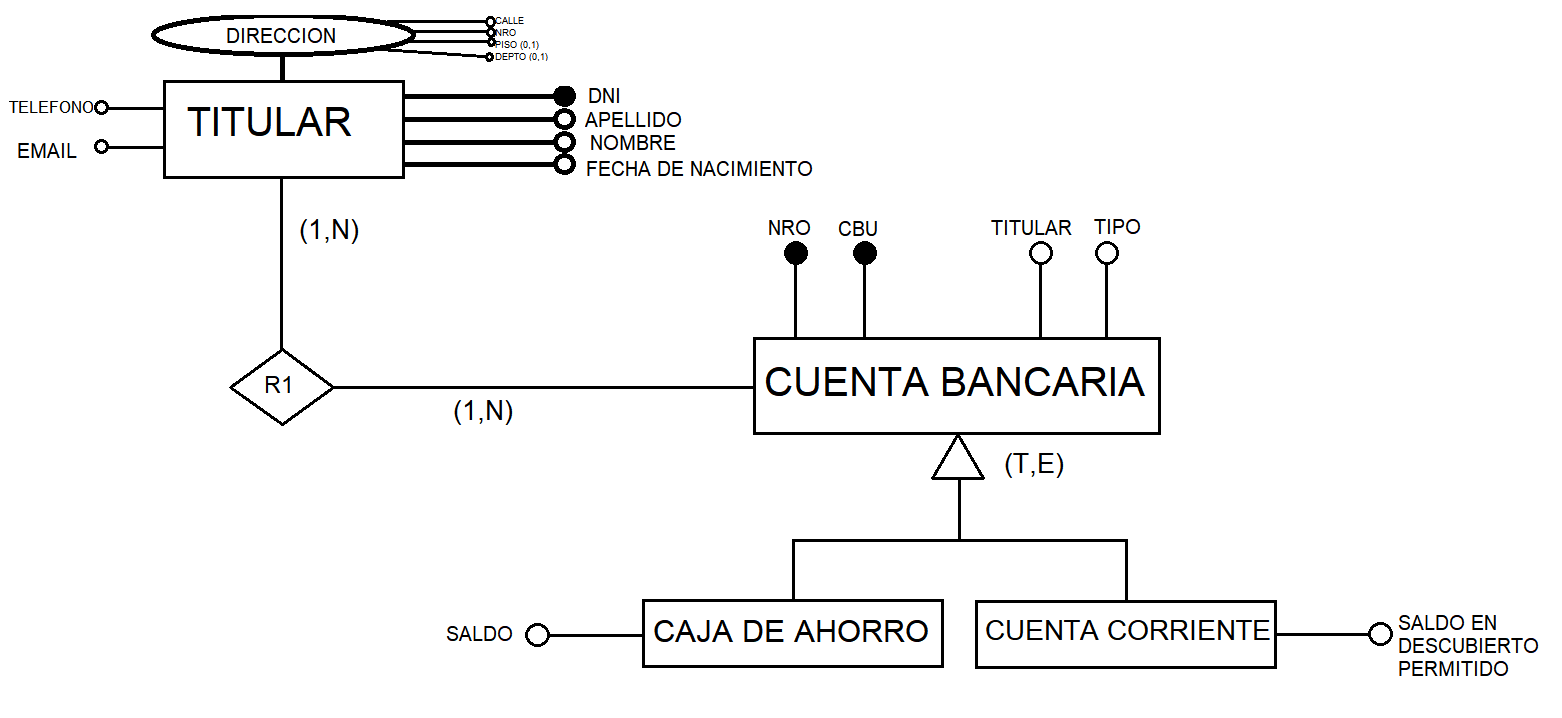 DIRECCION
CALLE
NRO
PISO (0,1)
DEPTO (0,1)
TELEFONO
EMAIL
TITULAR
DNI
APELLIDO
NOMBRE
FECHA DE NACIMIENTO
(1,N)
NRO
CBU
TITULAR
TIPO
R1
(1,N)
CUENTA BANCARIA
(T,E)
SALDO
CAJA DE AHORRO
CUENTA CORRIENTE
SALDO EN
DESCUBIERTO
PERMITIDO